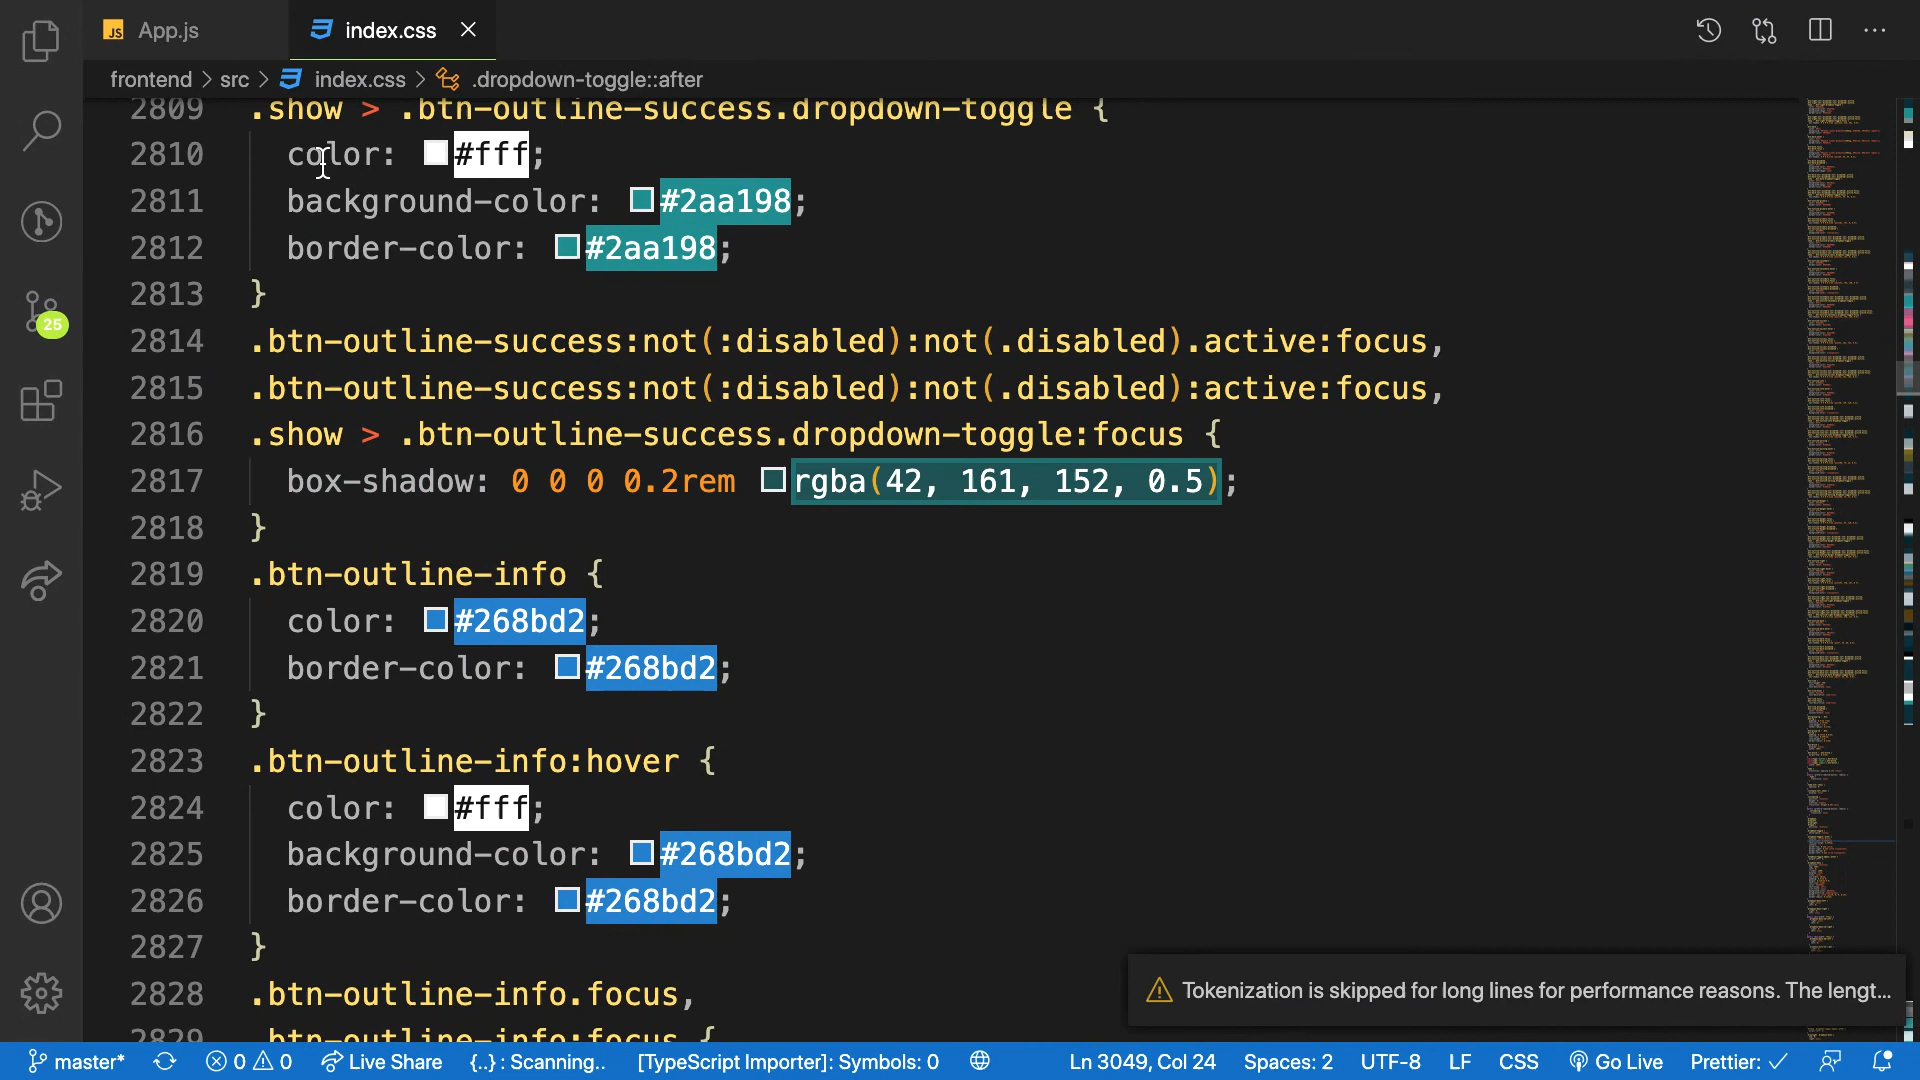 JS App.js
index.css
frontend > src > index.css > .dropdown-toggle::after
2809 .show > .btn-outline-success.dropdown-toggle {
2810 color: #fff;
2811 background-color: #2aa198;
2812 border-color: #2aa198;
2813 }
2814 .btn-outline-success:not(:disabled):not(.disabled).active:focus,
2815 .btn-outline-success:not(:disabled):not(.disabled):active:focus,
2816 .show > .btn-outline-success.dropdown-toggle:focus {
2817 box-shadow: 0 0 0 0.2rem rgba(42, 161, 152, 0.5);
2818 }
2819 .btn-outline-info {
2820 color: #268bd2;
2821 border-color: #268bd2;
2822 }
2823 .btn-outline-info:hover {
2824 color: #fff;
2825 background-color: #268bd2;
2826 border-color: #268bd2;
2827 }
2828 .btn-outline-info.focus,
2829 .btn-outline-info:focus {
25
Tokenization is skipped for long lines for performance reasons. The lengt...
master* 0 0 Live Share {..} : Scanning.. [TypeScript Importer]: Symbols: 0 Ln 3049, Col 24 Spaces: 2 UTF-8 LF CSS Go Live Prettier: ✓